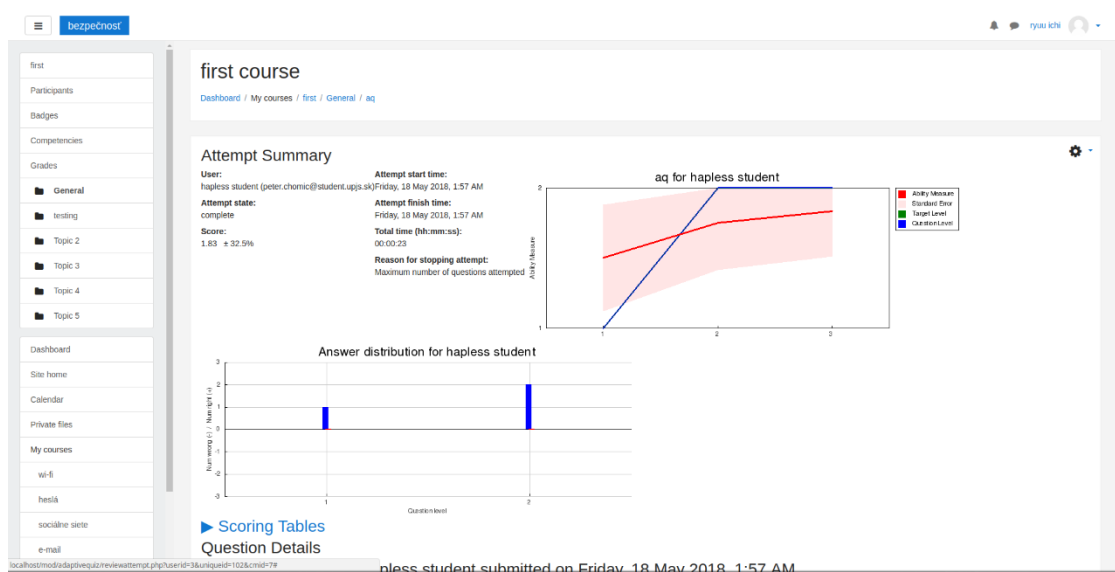 bezpečnosť
ryuu ichi
first
Participants
Badges
Competencies
Grades
General
testing
Topic 2
Topic 3
Topic 4
Topic 5
Dashboard
Site home
Calendar
Private files
My courses
wi-fi
heslá
sociálne siete
e-mail
first course
Dashboard / My courses / first / General / aq
Attempt Summary
User:
hapless student (peter.chomic@student.upjs.sk)
Attempt state:
complete
Score:
1.83 ± 32.5%
Attempt start time:
Friday, 18 May 2018, 1:57 AM
Attempt finish time:
Friday, 18 May 2018, 1:57 AM
Total time (hh:mm:ss):
00:00:23
Reason for stopping attempt:
Maximum number of questions attempted
aq for hapless student
2
1
Ability Measure
1 2 3
Ability Measure
Standard Error
Target Level
Question Level
Answer distribution for hapless student
3
2
1
0
-1
-2
-3
Num wrong (-) / Num right (+)
1 2
Question level
▶ Scoring Tables
Question Details
pless student submitted on Friday, 18 May 2018, 1:57 AM
localhost/mod/adaptivequiz/reviewattempt.php?userid=3&uniqueid=102&cmid=7#